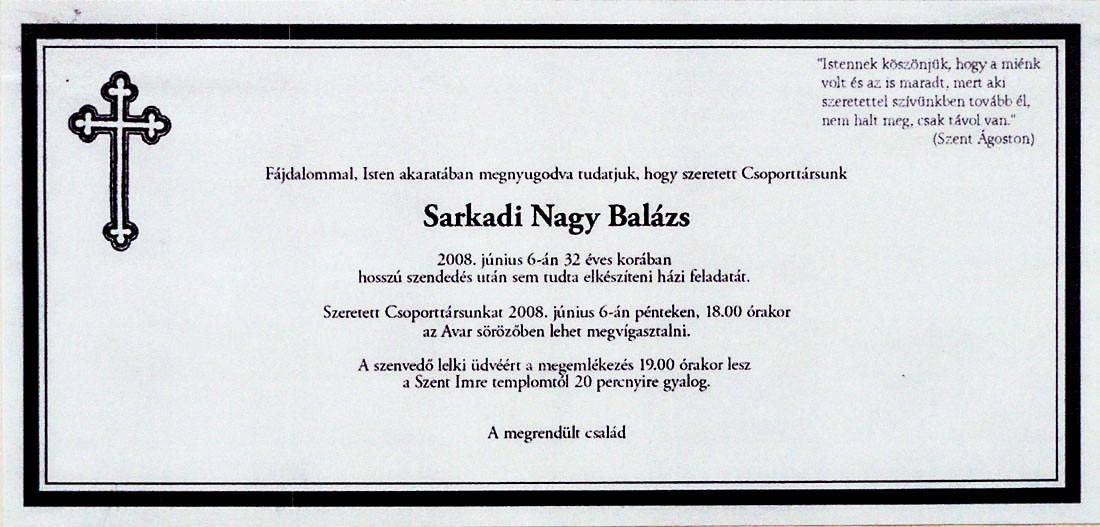 "Istennek köszönjük, hogy a miénk
volt és az is maradt, mert aki
szeretettel szívünkben tovább él,
nem halt meg, csak távol van."
(Szent Ágoston)
Fájdalommal, Isten akaratában megnyugodva tudatjuk, hogy szeretett Csoporttársunk
Sarkadi Nagy Balázs
2008. június 6-án 32 éves korában
hosszú szendedés után sem tudta elkészíteni házi feladatát.
Szeretett Csoporttársunkat 2008. június 6-án pénteken, 18.00 órakor
az Avar sörözőben lehet megvígasztalni.
A szenvedő lelki üdvéért a megemlékezés 19.00 órakor lesz
a Szent Imre templomtól 20 percnyire gyalog.
A megrendült család